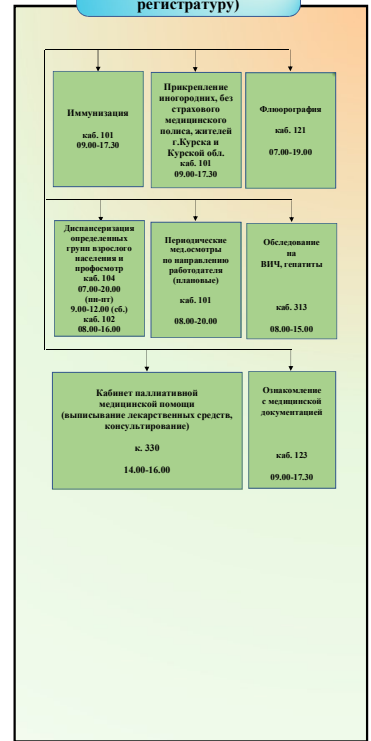 регистратуру)
Иммунизация
каб. 101
09.00-17.30
Прикрепление
иногородних, без
страхового
медицинского
полиса, жителей
г.Курска и
Курской обл.
каб. 101
09.00-17.30
Флюорография
каб. 121
07.00-19.00
Диспансеризация
определенных
групп взрослого
населения и
профосмотр
каб. 104
07.00-20.00
(пн-пт)
9.00-12.00 (сб.)
каб. 102
08.00-16.00
Периодические
мед.осмотры
по направлению
работодателя
(плановые)
каб. 101
08.00-20.00
Обследование
на
ВИЧ, гепатиты
каб. 313
08.00-15.00
Кабинет паллиативной
медицинской помощи
(выписывание лекарственных средств,
консультирование)
к. 330
14.00-16.00
Ознакомление
с медицинской
документацией
каб. 123
09.00-17.30